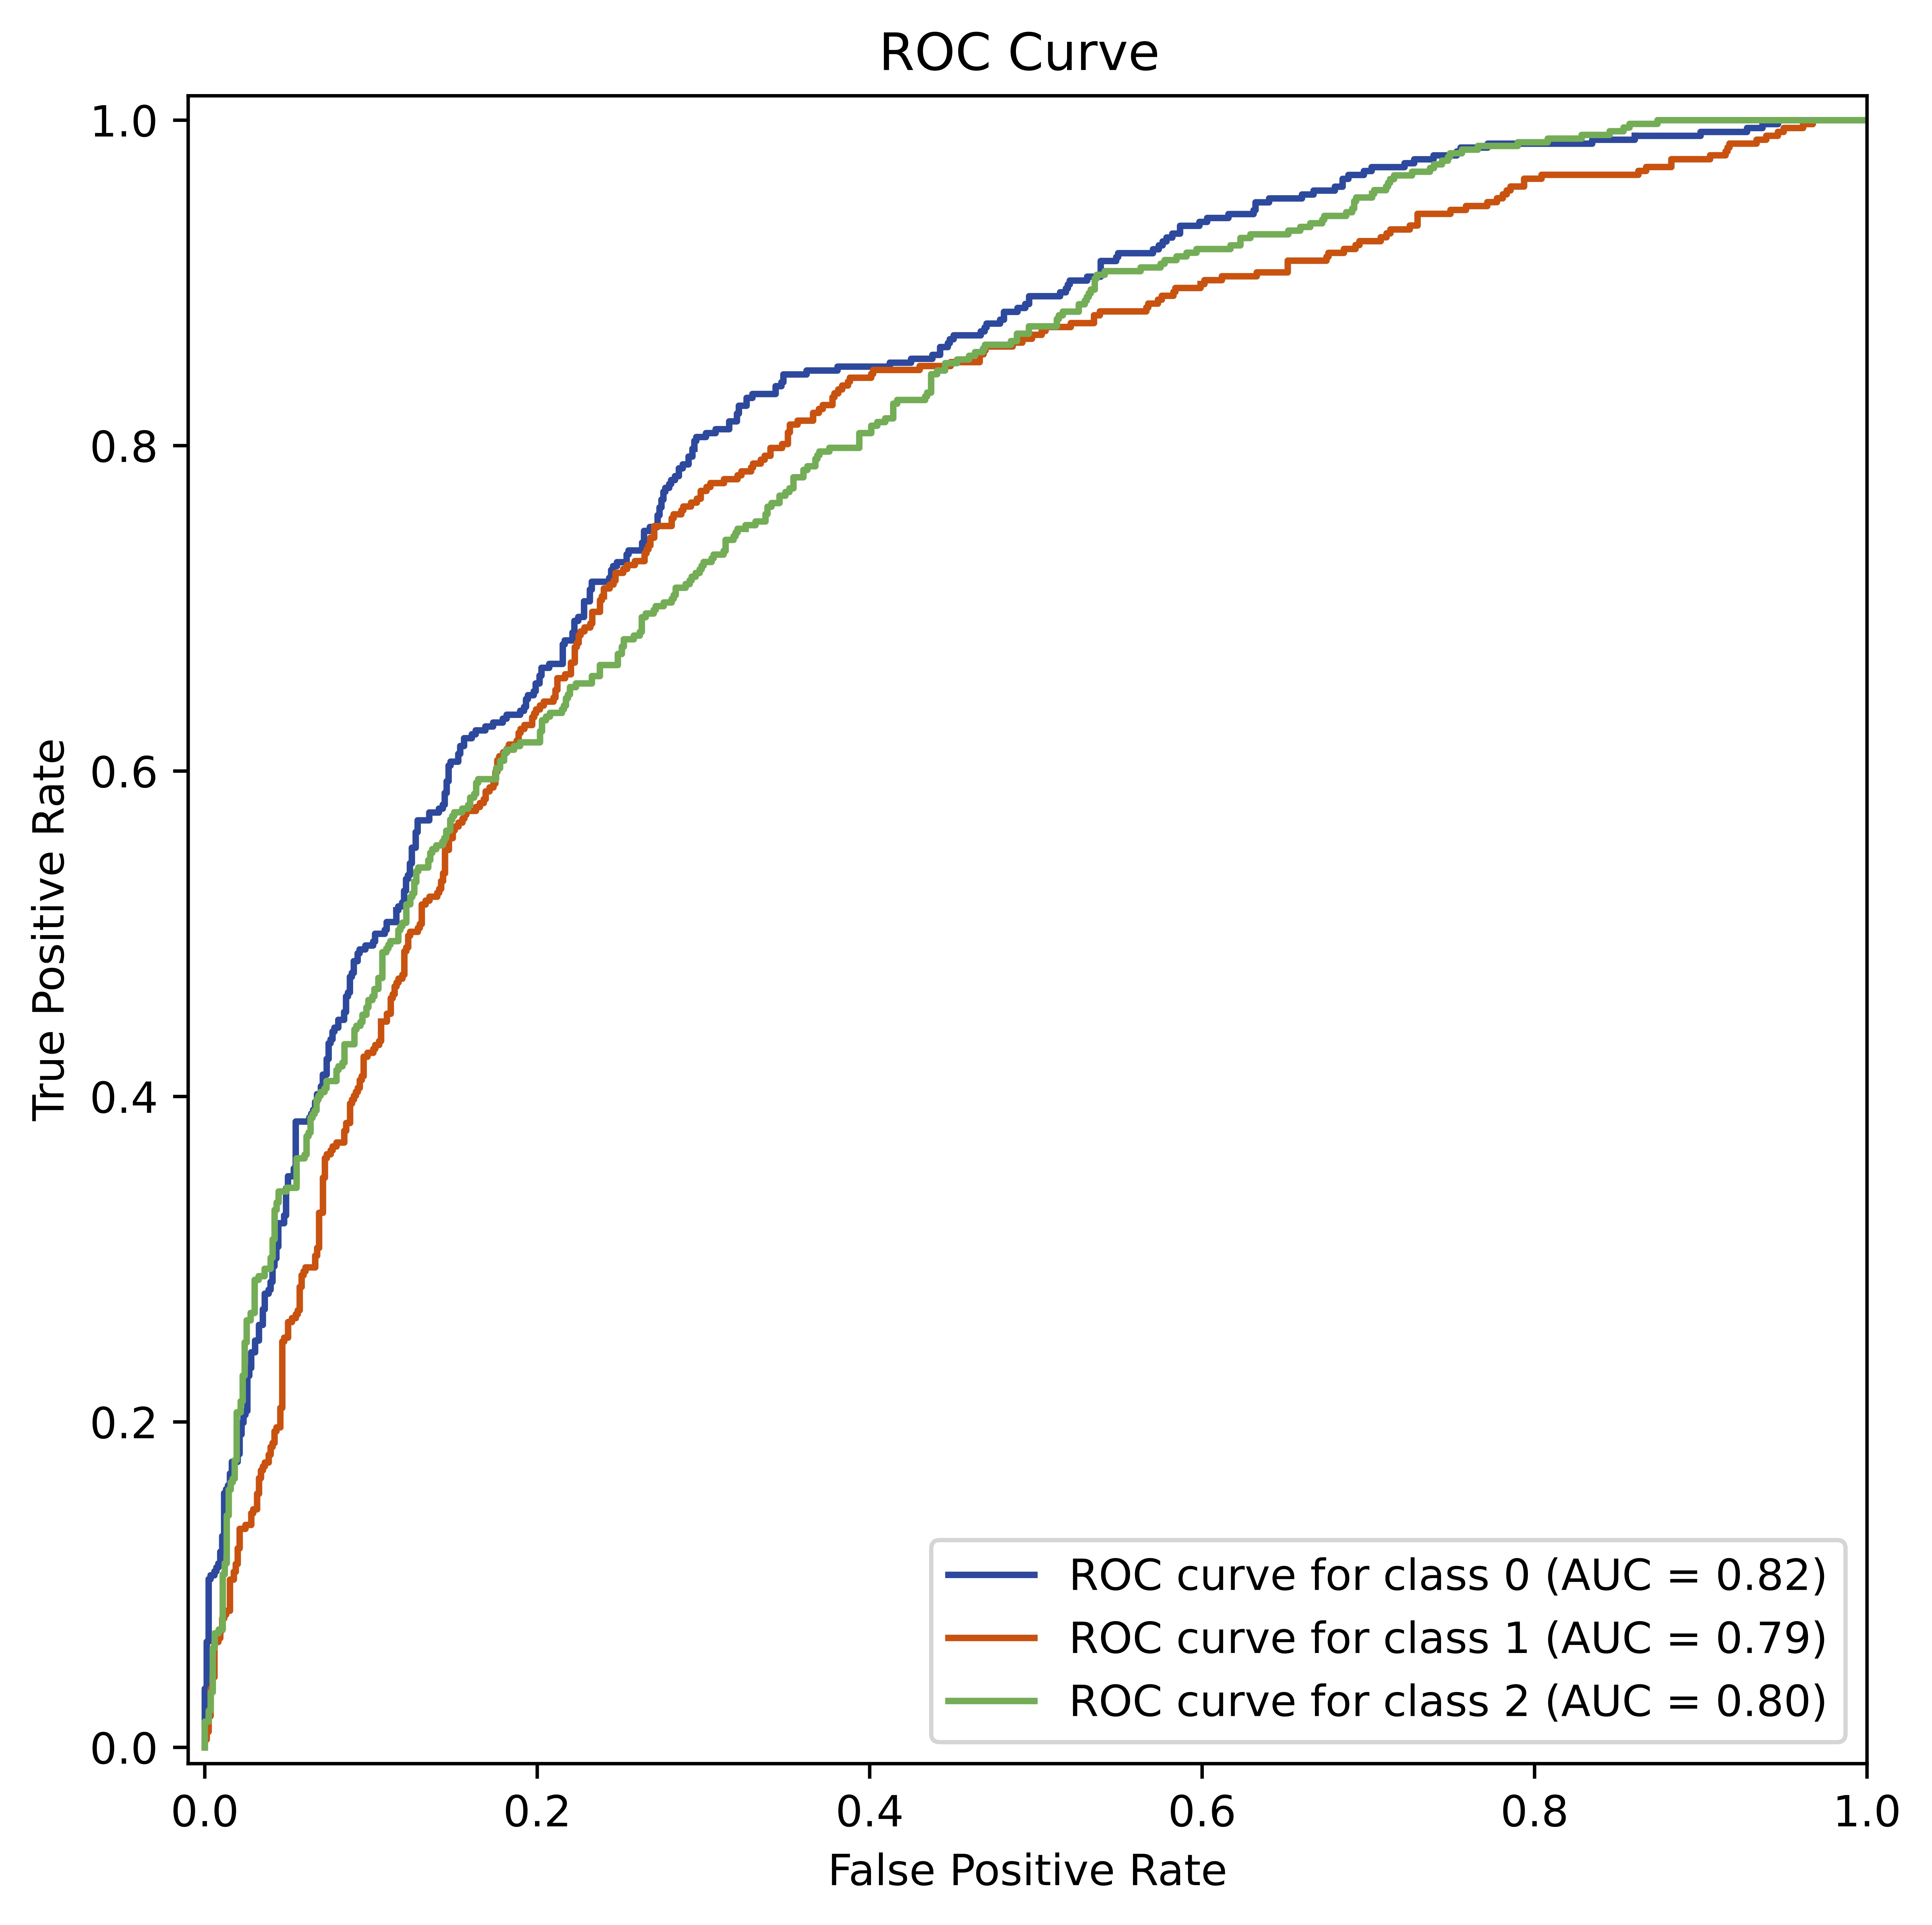 ROC Curve
1.0
0.8
0.6
0.4
0.2
0.0
True Positive Rate
ROC curve for class 0 (AUC = 0.82)
ROC curve for class 1 (AUC = 0.79)
ROC curve for class 2 (AUC = 0.80)
0.0 0.2 0.4 0.6 0.8 1.0
False Positive Rate